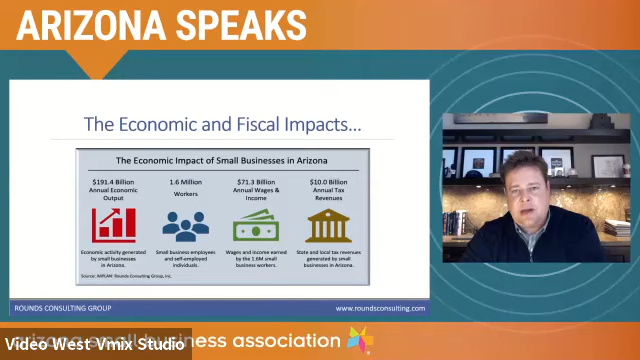 ARIZONA SPEAKS
The Economic and Fiscal Impacts...
The Economic Impact of Small Businesses in Arizona
$191.4 Billion
Annual Economic
Output
1.6 Million
Workers
$71.3 Billion
Annual Wages &
Income
$10.0 Billion
Annual Tax
Revenues
Economic activity generated
by small businesses
in Arizona.
Small business employees
and self-employed
individuals.
Wages and income earned
by the 1.6M small
business workers.
State and local tax revenues
generated by small
businesses in Arizona.
Source: IMPLAN; Rounds Consulting Group, Inc.
ROUNDS CONSULTING GROUP
www.roundsconsulting.com
arizona small business association
Video West Vmix Studio